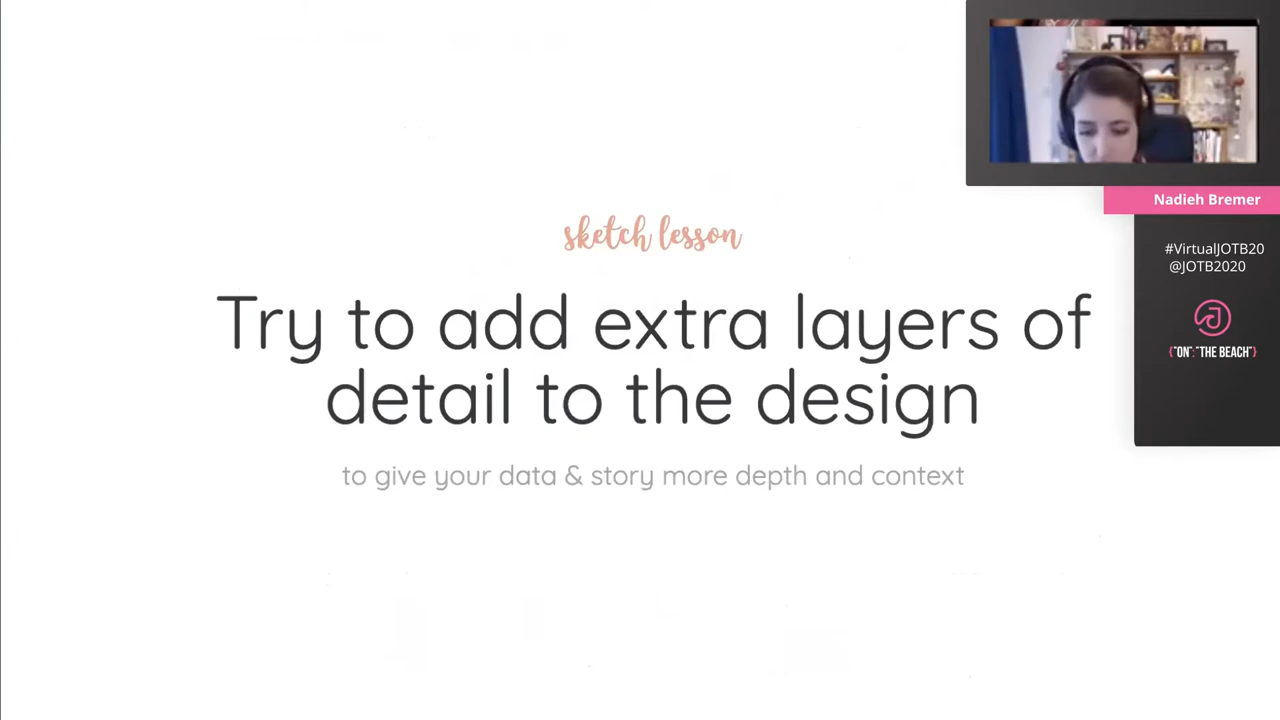 sketch lesson
Try to add extra layers of
detail to the design
to give your data & story more depth and context
Nadieh Bremer
#VirtualJOTB20
@JOTB2020
J
{"ON":"THE BEACH"}